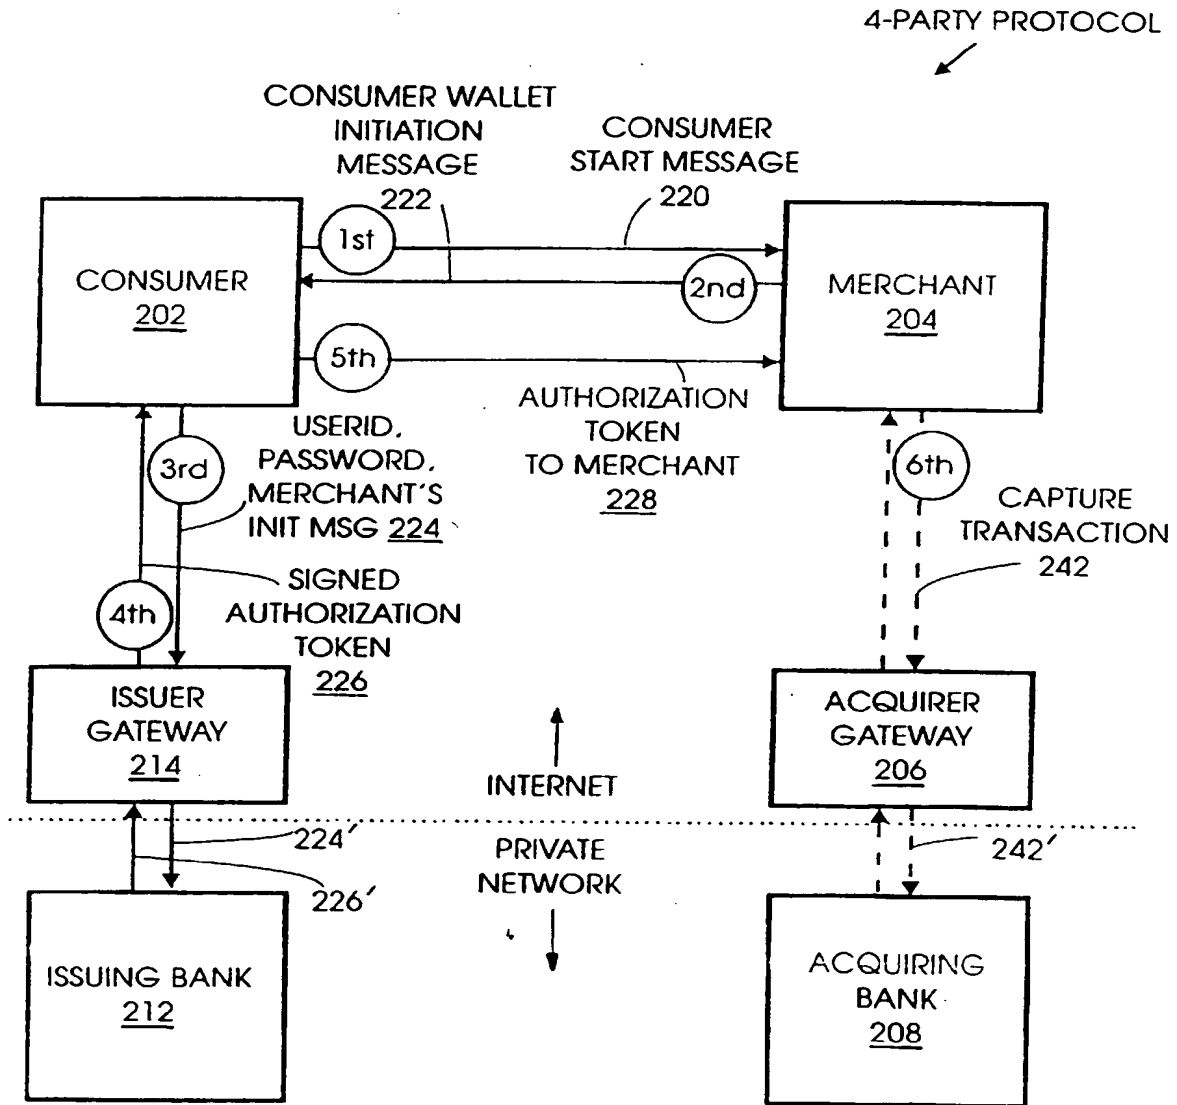 4-PARTY PROTOCOL
CONSUMER WALLET
INITIATION
MESSAGE
222
CONSUMER
START MESSAGE
220
1st
CONSUMER
202
2nd
MERCHANT
204
5th
AUTHORIZATION
TOKEN
TO MERCHANT
228
USERID,
PASSWORD,
MERCHANT'S
INIT MSG 224
3rd
6th
CAPTURE
TRANSACTION
242
SIGNED
AUTHORIZATION
TOKEN
226
4th
ISSUER
GATEWAY
214
ACQUIRER
GATEWAY
206
INTERNET
PRIVATE
NETWORK
224′
226′
242′
ISSUING BANK
212
ACQUIRING
BANK
208